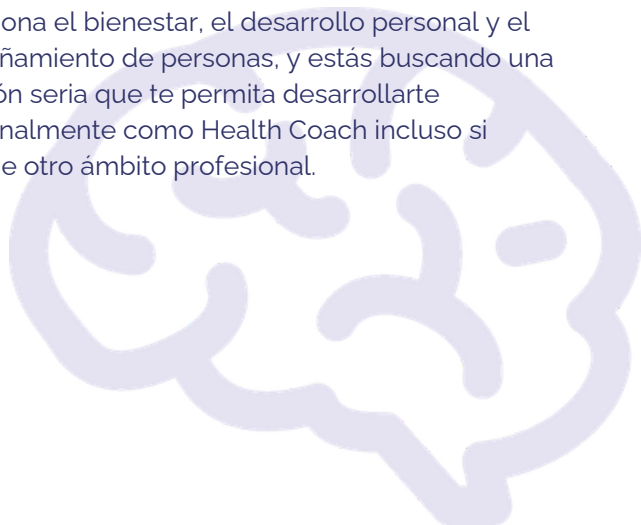 ona el bienestar, el desarrollo personal y el
ñamiento de personas, y estás buscando una
ón seria que te permita desarrollarte
nalmente como Health Coach incluso si
e otro ámbito profesional.